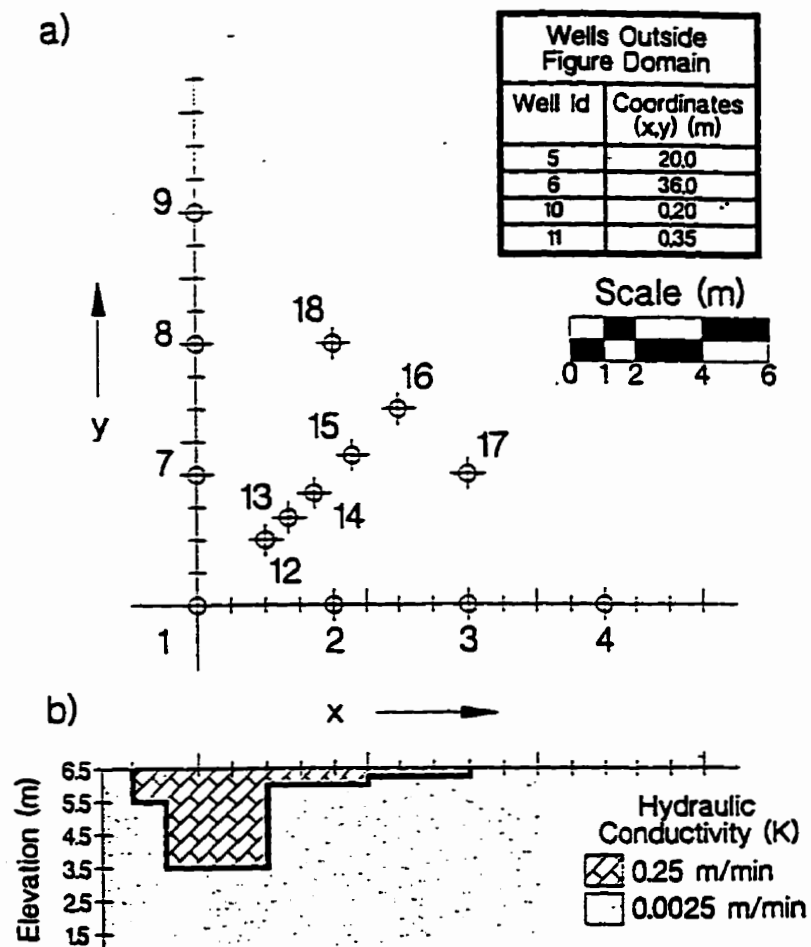 a)
Wells Outside
Figure Domain
Well Id Coordinates
(x,y) (m)
5 20.0
6 36.0
10 0.20
11 0.35
9
8
7
y
18
16
15
17
13
14
12
Scale (m)
0 1 2 4 6
1 2 3 4
b) x
Elevation (m)
6.5
5.5
4.5
3.5
2.5
1.5
Hydraulic
Conductivity (K)
0.25 m/min
0.0025 m/min